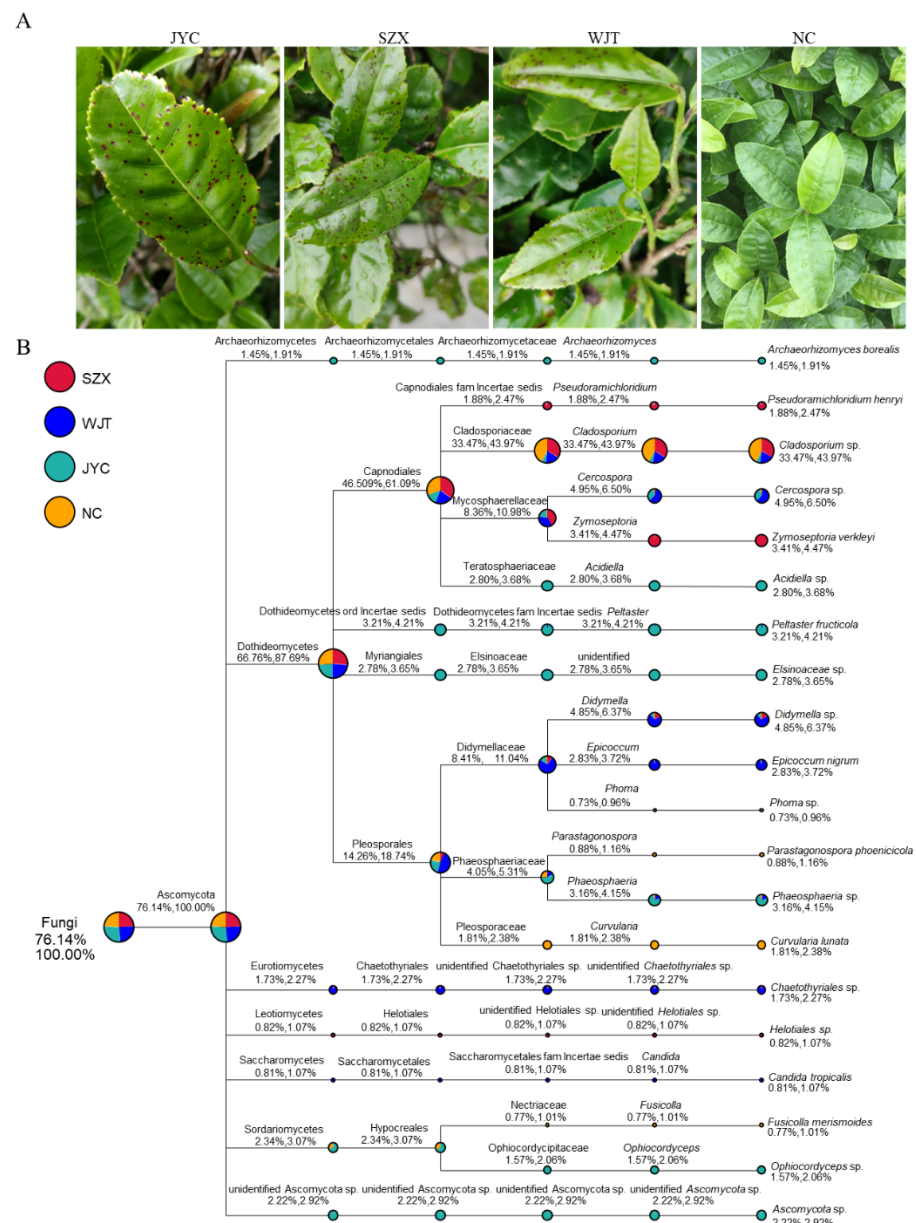 A
JYC SZX WJT NC
B
SZX
WJT
JYC
NC
Archaeorhizomycetes Archaeorhizomycetales Archaeorhizomycetaceae Archaeorhizomyces Archaeorhizomyces borealis
1.45%,1.91% 1.45%,1.91% 1.45%,1.91% 1.45%,1.91% 1.45%,1.91%
Capnodiales fam Incertae sedis Pseudoramichloridium Pseudoramichloridium henryi
1.88%,2.47% 1.88%,2.47% 1.88%,2.47%
Cladosporiaceae Cladosporium Cladosporium sp.
33.47%,43.97% 33.47%,43.97% 33.47%,43.97%
Capnodiales
46.509%,61.09%
Cercospora Cercospora sp.
4.95%,6.50% 4.95%,6.50%
Mycosphaerellaceae
8.36%,10.98%
Zymoseptoria Zymoseptoria verkleyi
3.41%,4.47% 3.41%,4.47%
Teratosphaeriaceae Acidiella Acidiella sp.
2.80%,3.68% 2.80%,3.68% 2.80%,3.68%
Dothideomycetes ord Incertae sedis Dothideomycetes fam Incertae sedis Peltaster Peltaster fructicola
3.21%,4.21% 3.21%,4.21% 3.21%,4.21% 3.21%,4.21%
Dothideomycetes
66.76%,87.69%
Myriangiales Elsinoaceae unidentified Elsinoaceae sp.
2.78%,3.65% 2.78%,3.65% 2.78%,3.65% 2.78%,3.65%
Didymella Didymella sp.
4.85%,6.37% 4.85%,6.37%
Didymellaceae
8.41%, 11.04%
Epicoccum Epicoccum nigrum
2.83%,3.72% 2.83%,3.72%
Phoma Phoma sp.
0.73%,0.96% 0.73%,0.96%
Pleosporales
14.26%,18.74%
Parastagonospora Parastagonospora phoenicicola
0.88%,1.16% 0.88%,1.16%
Phaeosphaeriaceae
4.05%,5.31%
Phaeosphaeria Phaeosphaeria sp.
3.16%,4.15% 3.16%,4.15%
Ascomycota
76.14%,100.00%
Fungi
76.14%
100.00%
Pleosporaceae Curvularia Curvularia lunata
1.81%,2.38% 1.81%,2.38% 1.81%,2.38%
Eurotiomycetes Chaetothyriales unidentified Chaetothyriales sp. unidentified Chaetothyriales sp. Chaetothyriales sp.
1.73%,2.27% 1.73%,2.27% 1.73%,2.27% 1.73%,2.27% 1.73%,2.27%
Leotiomycetes Helotiales unidentified Helotiales sp. unidentified Helotiales sp. Helotiales sp.
0.82%,1.07% 0.82%,1.07% 0.82%,1.07% 0.82%,1.07% 0.82%,1.07%
Saccharomycetes Saccharomycetales Saccharomycetales fam Incertae sedis Candida Candida tropicalis
0.81%,1.07% 0.81%,1.07% 0.81%,1.07% 0.81%,1.07% 0.81%,1.07%
Nectriaceae Fusicolla Fusicolla merismoides
0.77%,1.01% 0.77%,1.01% 0.77%,1.01%
Sordariomycetes Hypocreales
2.34%,3.07% 2.34%,3.07%
Ophiocordycipitaceae Ophiocordyceps Ophiocordyceps sp.
1.57%,2.06% 1.57%,2.06% 1.57%,2.06%
unidentified Ascomycota sp. unidentified Ascomycota sp. unidentified Ascomycota sp. unidentified Ascomycota sp. Ascomycota sp.
2.22%,2.92% 2.22%,2.92% 2.22%,2.92% 2.22%,2.92% 2.22%,2.92%